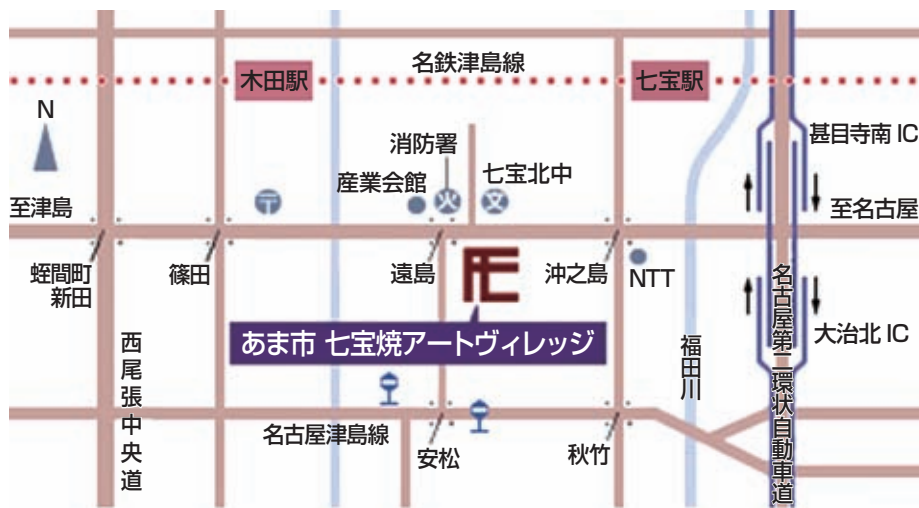 名鉄津島線
木田駅
七宝駅
N
甚目寺南 IC
消防署
産業会館
七宝北中
〒
火
文
至津島
至名古屋
蛭間町
新田
篠田
遠島
沖之島
NTT
名古屋第二環状自動車道
大治北 IC
あま市 七宝焼アートヴィレッジ
西尾張中央道
福田川
名古屋津島線
安松
秋竹